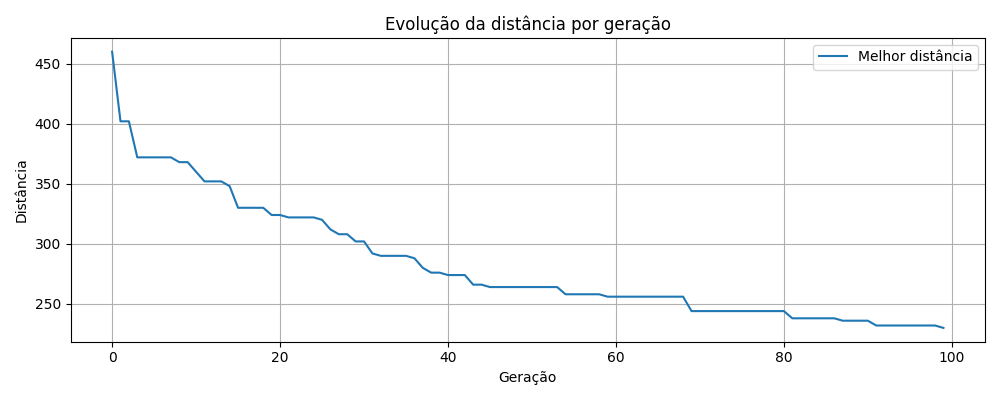 Evolução da distância por geração
Melhor distância
Distância
450
400
350
300
250
0
20
40
60
80
100
Geração